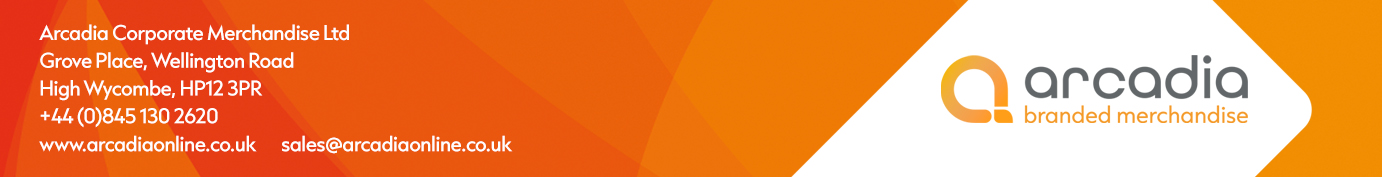 Arcadia Corporate Merchandise Ltd
Grove Place, Wellington Road
High Wycombe, HP12 3PR
+44 (0)845 130 2620
www.arcadiaonline.co.uk sales@arcadiaonline.co.uk
arcadia
branded merchandise